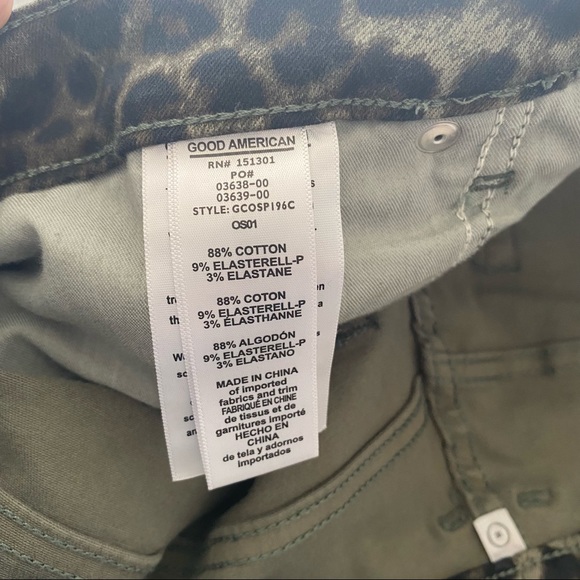 GOOD AMERICAN
RN# 151301
PO#
03638-00
03639-00
STYLE: GCOSP196C
OS01
88% COTTON
9% ELASTERELL-P
3% ELASTANE
88% COTON
9% ELASTERELL-P
3% ÉLASTHANNE
88% ALGODÓN
9% ELASTERELL-P
3% ELASTANO
MADE IN CHINA
of imported
fabrics and trim
FABRIQUÉ EN CHINE
de tissus et de
garnitures importé
HECHO EN
CHINA
de tela y adornos
importados